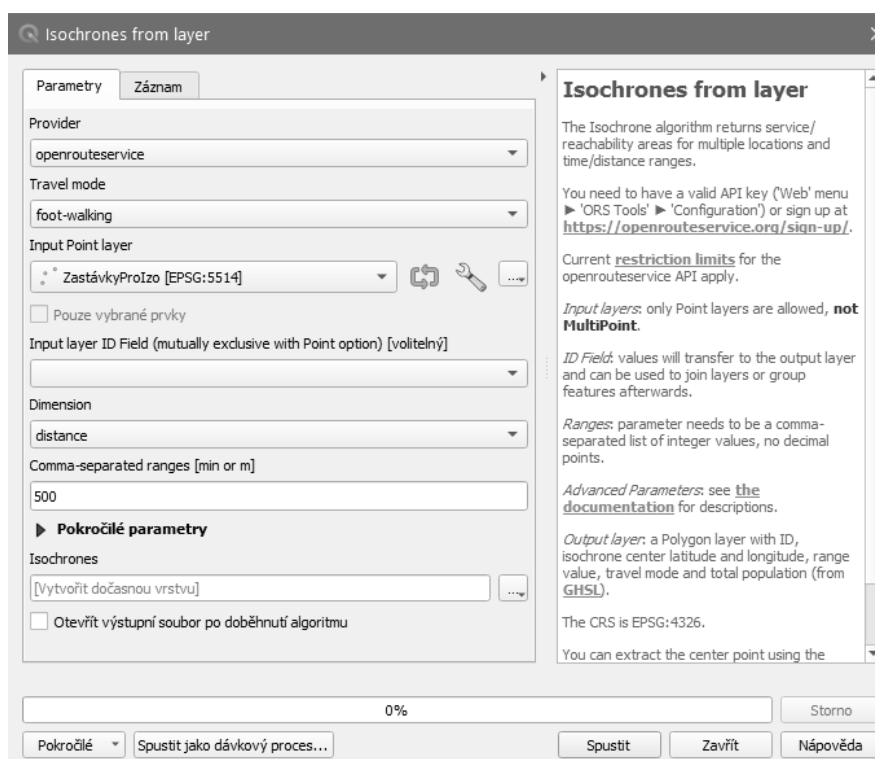 Isochrones from layer
Parametry
Záznam
Provider
openrouteservice
Travel mode
foot-walking
Input Point layer
ZastávkyProIzo [EPSG:5514]
...
Pouze vybrané prvky
Input layer ID Field (mutually exclusive with Point option) [volitelný]
Dimension
distance
Comma-separated ranges [min or m]
500
Pokročilé parametry
Isochrones
[Vytvořit dočasnou vrstvu]
...
Otevřít výstupní soubor po doběhnutí algoritmu
Isochrones from layer
The Isochrone algorithm returns service/
reachability areas for multiple locations and
time/distance ranges.
You need to have a valid API key ('Web' menu
► 'ORS Tools' ► 'Configuration') or sign up at
https://openrouteservice.org/sign-up/.
Current restriction limits for the
openrouteservice API apply.
Input layers: only Point layers are allowed, not
MultiPoint.
ID Field: values will transfer to the output layer
and can be used to join layers or group
features afterwards.
Ranges: parameter needs to be a comma-
separated list of integer values, no decimal
points.
Advanced Parameters: see the
documentation for descriptions.
Output layer: a Polygon layer with ID,
isochrone center latitude and longitude, range
value, travel mode and total population (from
GHSL).
The CRS is EPSG:4326.
You can extract the center point using the
0%
Storno
Pokročilé
Spustit jako dávkový proces...
Spustit
Zavřít
Nápověda